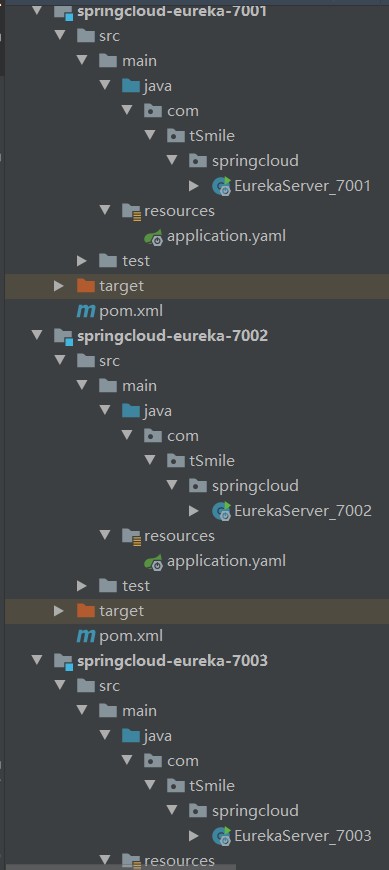 springcloud-eureka-7001
src
main
java
com
tSmile
springcloud
EurekaServer_7001
resources
application.yaml
test
target
pom.xml
springcloud-eureka-7002
src
main
java
com
tSmile
springcloud
EurekaServer_7002
resources
application.yaml
test
target
pom.xml
springcloud-eureka-7003
src
main
java
com
tSmile
springcloud
EurekaServer_7003
resources